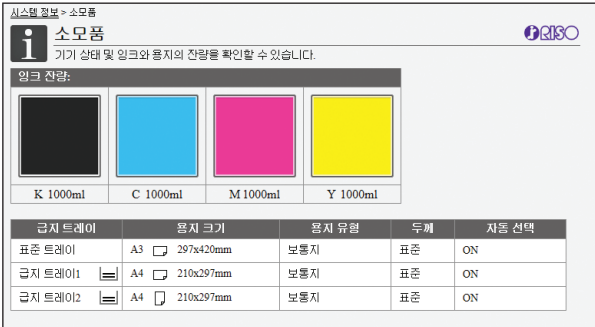 시스템 정보 > 소모품
소모품
RISO
기기 상태 및 잉크와 용지의 잔량을 확인할 수 있습니다.
잉크 잔량:
K 1000ml C 1000ml M 1000ml Y 1000ml
급지 트레이 용지 크기 용지 유형 두께 자동 선택
표준 트레이 A3 297x420mm 보통지 표준 ON
급지 트레이1 A4 210x297mm 보통지 표준 ON
급지 트레이2 A4 210x297mm 보통지 표준 ON